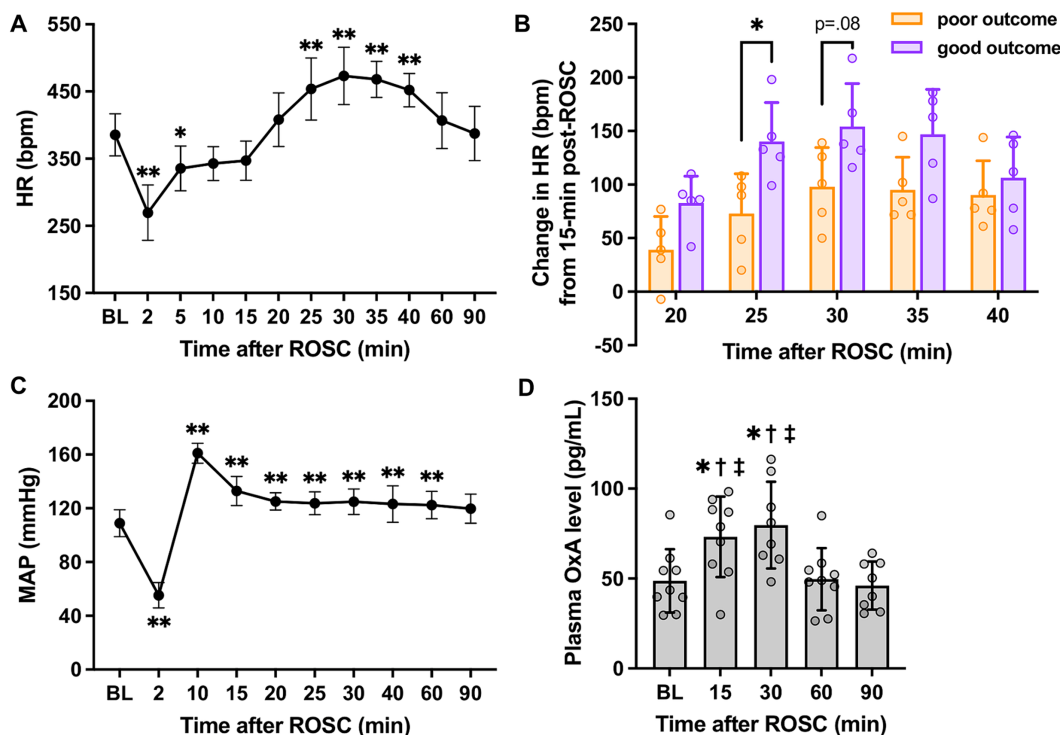 A
HR (bpm)
550
450
350
250
150
**
*
**
**
**
**
BL 2 5 10 15 20 25 30 35 40 60 90
Time after ROSC (min)
B
Change in HR (bpm)
from 15-min post-ROSC
250
200
150
100
50
0
-50
*
p=.08
poor outcome
good outcome
20 25 30 35 40
Time after ROSC (min)
C
MAP (mmHg)
200
160
120
80
40
0
**
**
**
**
**
**
**
**
BL 2 10 15 20 25 30 40 60 90
Time after ROSC (min)
D
Plasma OxA level (pg/mL)
150
100
50
0
*†‡
*†‡
BL 15 30 60 90
Time after ROSC (min)